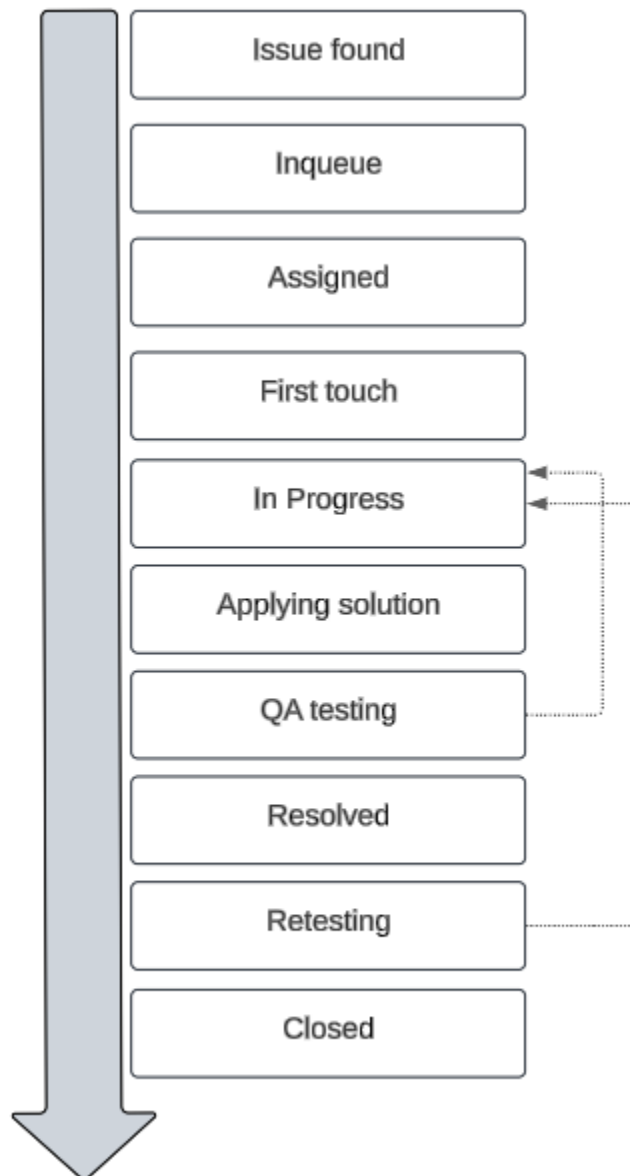 Issue found
Inqueue
Assigned
First touch
In Progress
Applying solution
QA testing
Resolved
Retesting
Closed